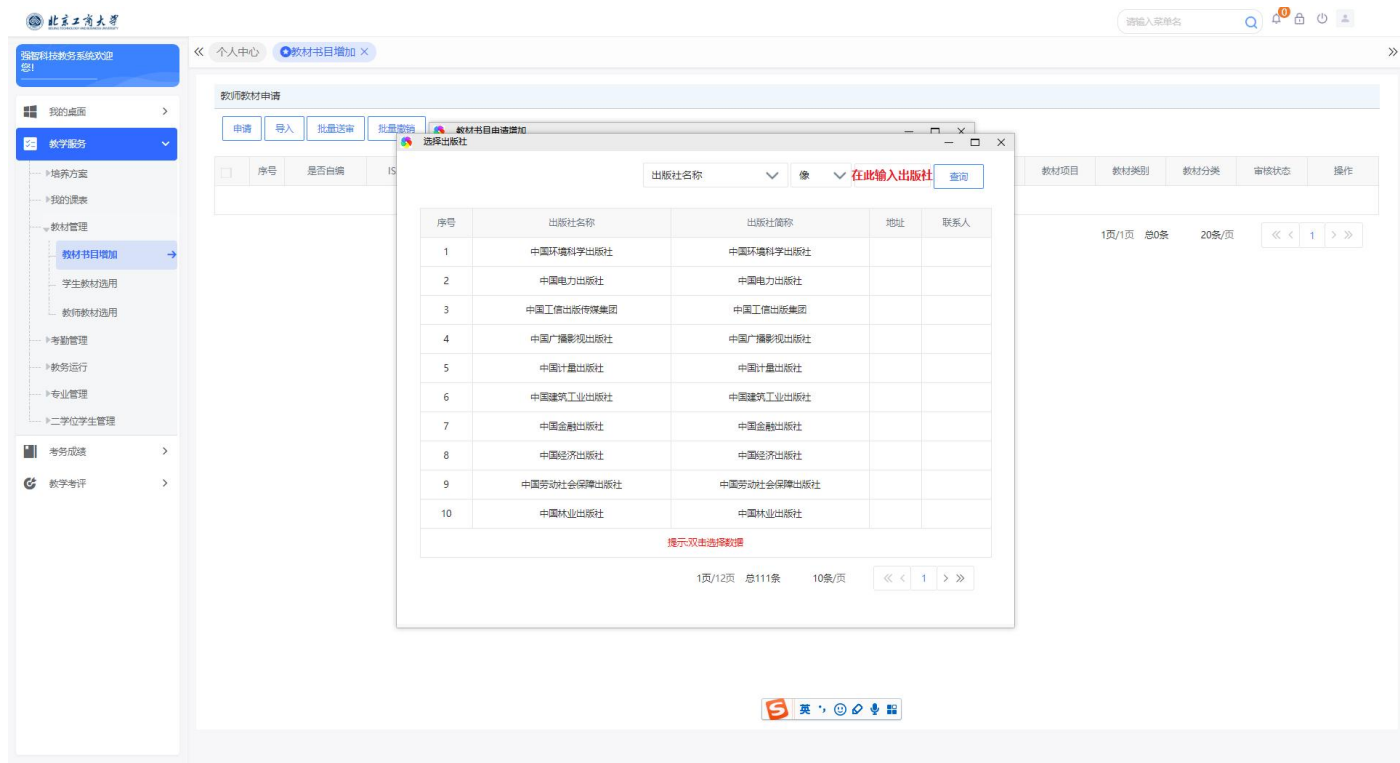 北京工商大学
请输入菜单名
0
强智科技教务系统欢迎
您!
个人中心
教材书目增加
我的桌面
教学服务
培养方案
我的课表
教材管理
教材书目增加
学生教材选用
教师教材选用
考勤管理
教务运行
专业管理
二学位学生管理
考务成绩
教学考评
教师教材申请
申请 导入 批量送审 批量撤销
教材书目申请增加
序号 是否自编 IS
教材项目 教材类别 教材分类 审核状态 操作
1页/1页 总0条 20条/页 1
选择出版社
出版社名称 像 在此输入出版社 查询
序号 出版社名称 出版社简称 地址 联系人
1 中国环境科学出版社 中国环境科学出版社
2 中国电力出版社 中国电力出版社
3 中国工信出版传媒集团 中国工信出版集团
4 中国广播影视出版社 中国广播影视出版社
5 中国计量出版社 中国计量出版社
6 中国建筑工业出版社 中国建筑工业出版社
7 中国金融出版社 中国金融出版社
8 中国经济出版社 中国经济出版社
9 中国劳动社会保障出版社 中国劳动社会保障出版社
10 中国林业出版社 中国林业出版社
提示:双击选择数据
1页/12页 总111条 10条/页 1
英